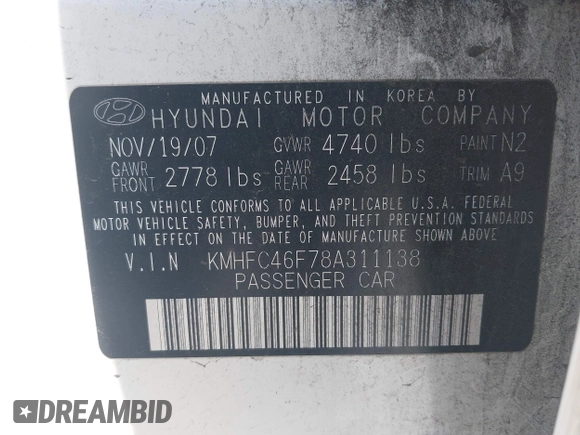 MANUFACTURED IN KOREA BY
HYUNDAI MOTOR COMPANY
NOV/19/07 GVWR 4740 lbs PAINT N2
GAWR FRONT 2778 lbs GAWR REAR 2458 lbs TRIM A9
THIS VEHICLE CONFORMS TO ALL APPLICABLE U.S.A. FEDERAL
MOTOR VEHICLE SAFETY, BUMPER, AND THEFT PREVENTION STANDARDS
IN EFFECT ON THE DATE OF MANUFACTURE SHOWN ABOVE
V.I.N KMHFC46F78A311138
PASSENGER CAR
DREAMBID